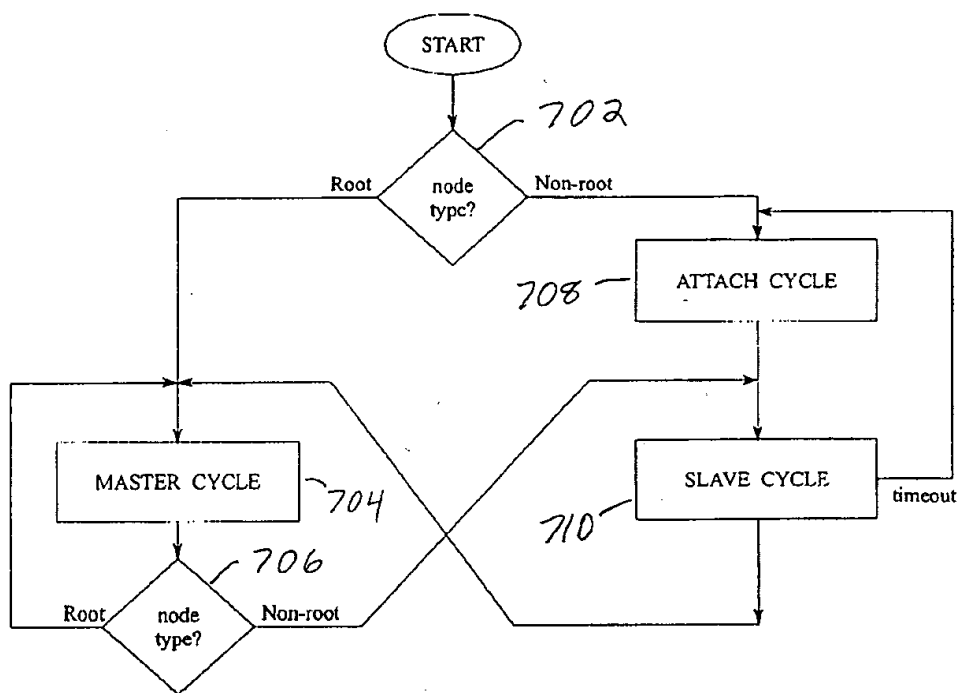 START
702
Root
node
type?
Non-root
708
ATTACH CYCLE
MASTER CYCLE
704
SLAVE CYCLE
timeout
710
706
Root
node
type?
Non-root